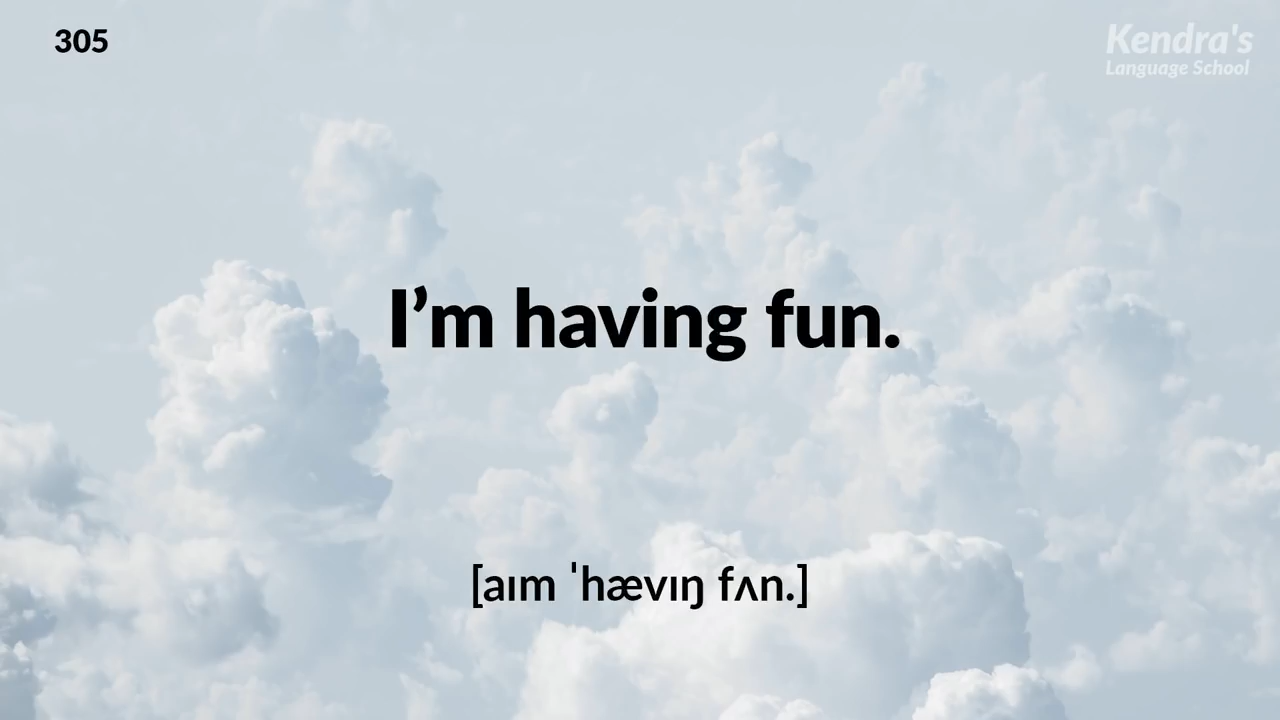 305
Kendra's
Language School
I’m having fun.
[aɪm ˈhævɪŋ fʌn.]